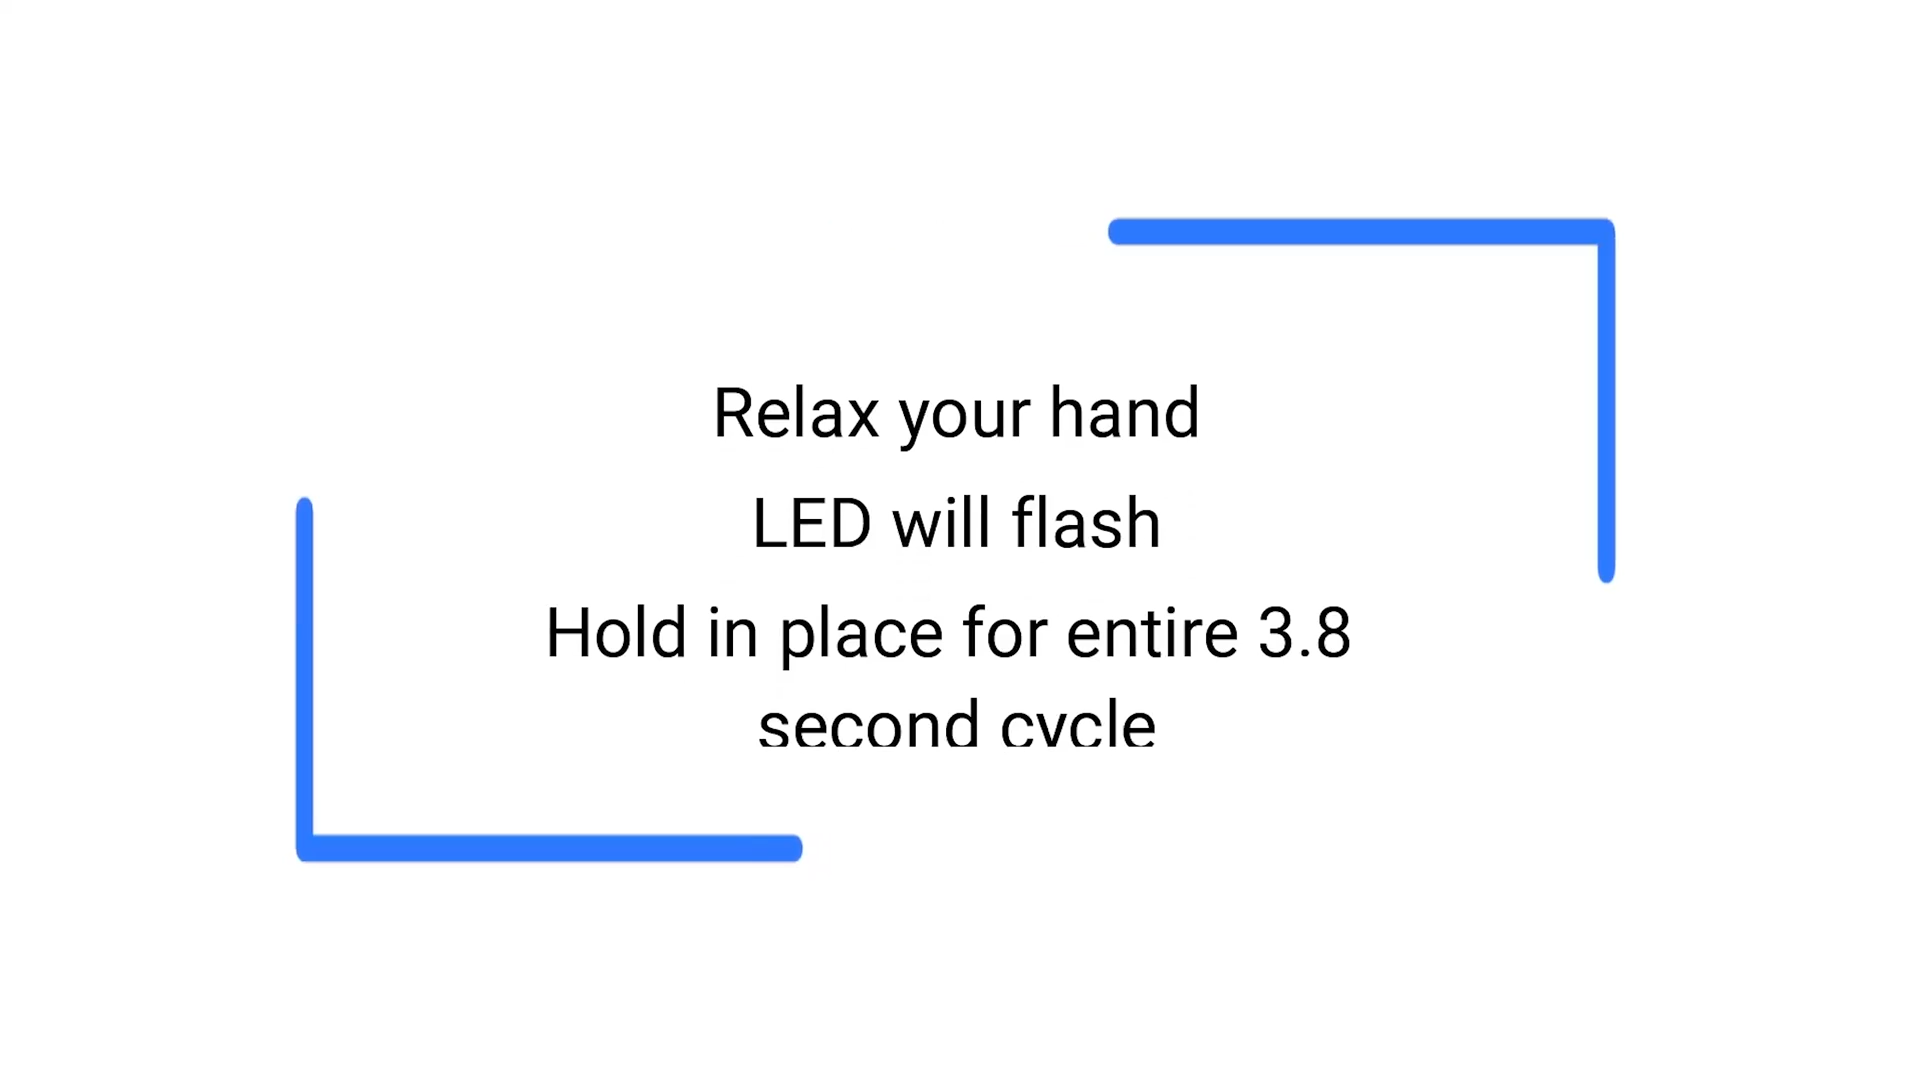 Relax your hand
LED will flash
Hold in place for entire 3.8
second cycle